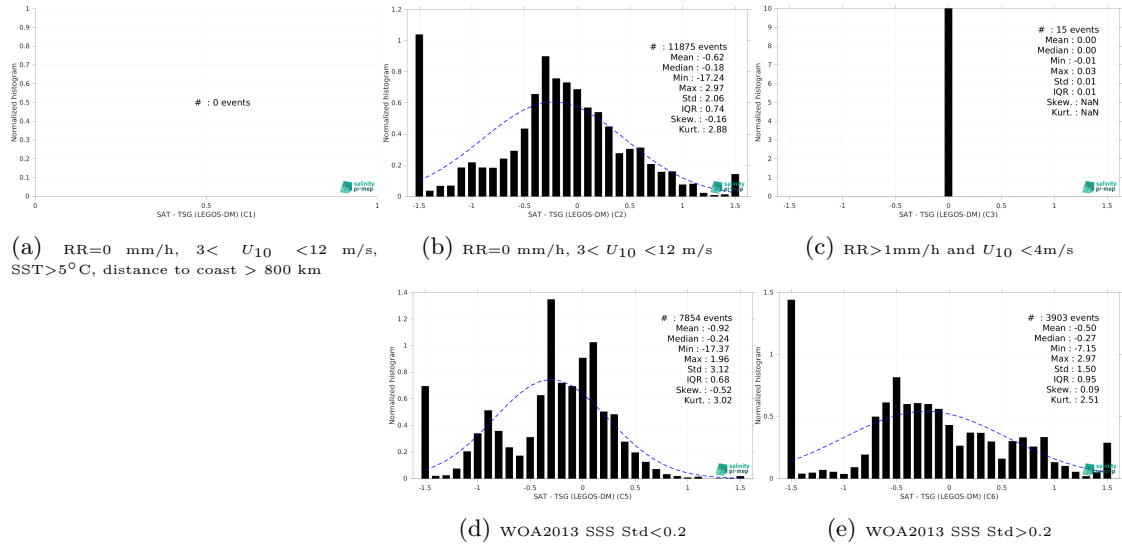 1
0.9
0.8
0.7
0.6
0.5
0.4
0.3
0.2
0.1
0
Normalized histogram
# : 0 events
salinity
pi-mep
0
0.5
1
SAT - TSG (LEGOS-DM) (C1)
(a) RR=0 mm/h, 3< U10 <12 m/s,
SST>5°C, distance to coast > 800 km
1.2
1
0.8
0.6
0.4
0.2
0
Normalized histogram
# : 11875 events
Mean : -0.62
Median : -0.18
Min : -17.24
Max : 2.97
Std : 2.06
IQR : 0.74
Skew. : -0.16
Kurt. : 2.88
salinity
pi-mep
-1.5
-1
-0.5
0
0.5
1
1.5
SAT - TSG (LEGOS-DM) (C2)
(b) RR=0 mm/h, 3< U10 <12 m/s
10
9
8
7
6
5
4
3
2
1
0
Normalized histogram
# : 15 events
Mean : 0.00
Median : 0.00
Min : -0.01
Max : 0.03
Std : 0.01
IQR : 0.01
Skew. : NaN
Kurt. : NaN
salinity
pi-mep
-1.5
-1
-0.5
0
0.5
1
1.5
SAT - TSG (LEGOS-DM) (C3)
(c) RR>1mm/h and U10 <4m/s
1.4
1.2
1
0.8
0.6
0.4
0.2
0
Normalized histogram
# : 7854 events
Mean : -0.92
Median : -0.24
Min : -17.37
Max : 1.96
Std : 3.12
IQR : 0.68
Skew. : -0.52
Kurt. : 3.02
salinity
pi-mep
-1.5
-1
-0.5
0
0.5
1
1.5
SAT - TSG (LEGOS-DM) (C5)
(d) WOA2013 SSS Std<0.2
1.5
1
0.5
0
Normalized histogram
# : 3903 events
Mean : -0.50
Median : -0.27
Min : -7.15
Max : 2.97
Std : 1.50
IQR : 0.95
Skew. : 0.09
Kurt. : 2.51
salinity
pi-mep
-1.5
-1
-0.5
0
0.5
1
1.5
SAT - TSG (LEGOS-DM) (C6)
(e) WOA2013 SSS Std>0.2